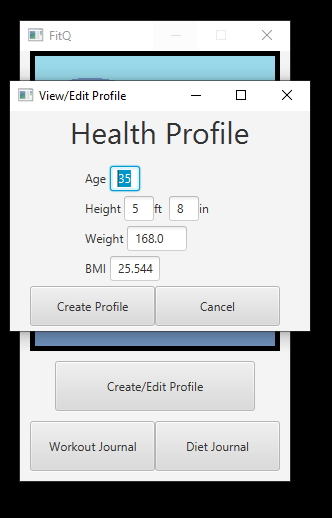 FitQ
View/Edit Profile
Health Profile
Age 35
Height 5 ft 8 in
Weight 168.0
BMI 25.544
Create Profile Cancel
Create/Edit Profile
Workout Journal Diet Journal